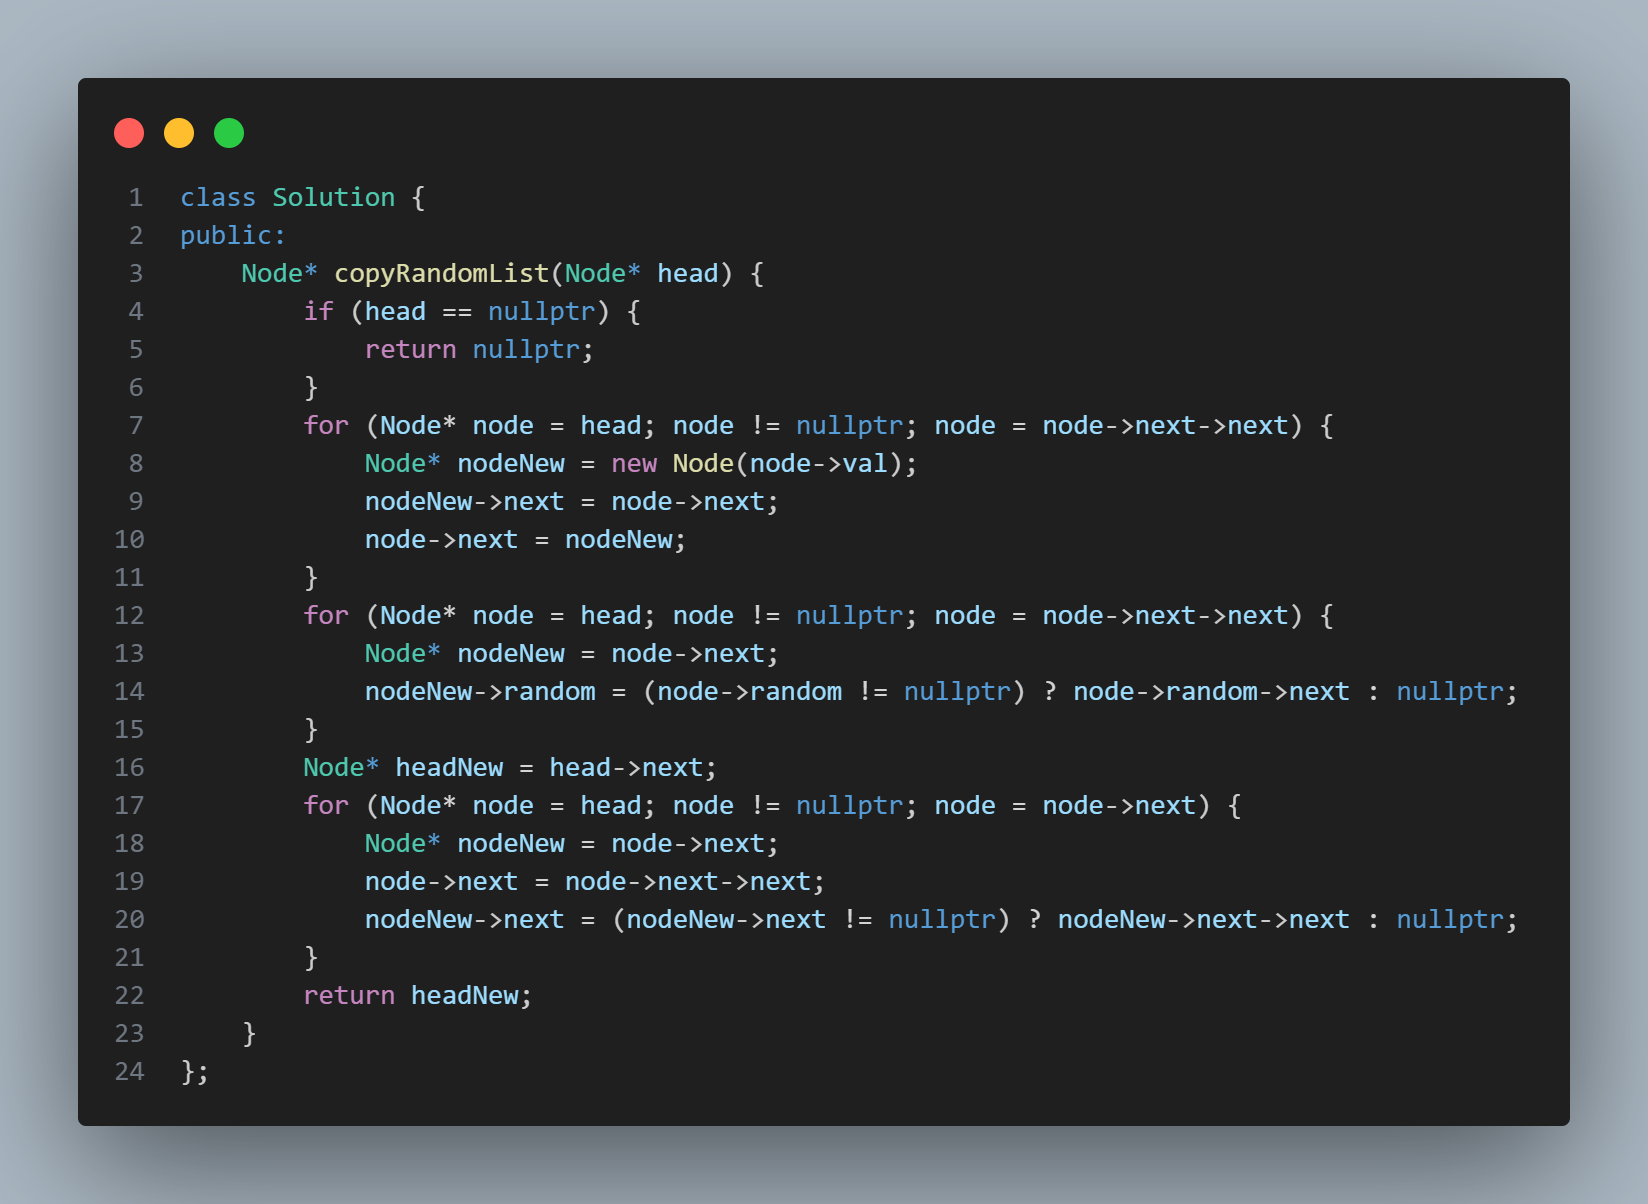 1 class Solution {
2 public:
3     Node* copyRandomList(Node* head) {
4         if (head == nullptr) {
5             return nullptr;
6         }
7         for (Node* node = head; node != nullptr; node = node->next->next) {
8             Node* nodeNew = new Node(node->val);
9             nodeNew->next = node->next;
10             node->next = nodeNew;
11         }
12         for (Node* node = head; node != nullptr; node = node->next->next) {
13             Node* nodeNew = node->next;
14             nodeNew->random = (node->random != nullptr) ? node->random->next : nullptr;
15         }
16         Node* headNew = head->next;
17         for (Node* node = head; node != nullptr; node = node->next) {
18             Node* nodeNew = node->next;
19             node->next = node->next->next;
20             nodeNew->next = (nodeNew->next != nullptr) ? nodeNew->next->next : nullptr;
21         }
22         return headNew;
23     }
24 };